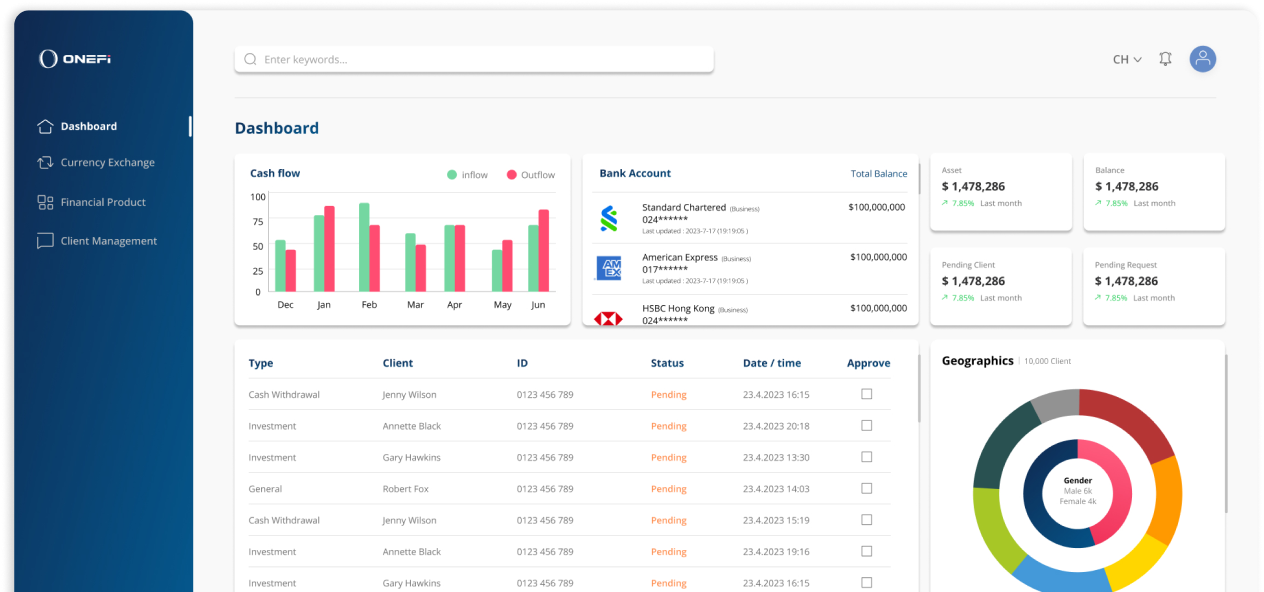 ONEFi
Dashboard
Currency Exchange
Financial Product
Client Management
Enter keywords...
CH
Dashboard
Cash flow
inflow
Outflow
100
75
50
25
0
Dec Jan Feb Mar Apr May Jun
Bank Account Total Balance
Standard Chartered (Business) $100,000,000
024******
Last updated : 2023-7-17 (19:19:05 )
AM
EX
American Express (Business) $100,000,000
017******
Last updated : 2023-7-17 (19:19:05 )
HSBC Hong Kong (Business) $100,000,000
024******
Asset
$ 1,478,286
7.85% Last month
Balance
$ 1,478,286
7.85% Last month
Pending Client
$ 1,478,286
7.85% Last month
Pending Request
$ 1,478,286
7.85% Last month
Type Client ID Status Date / time Approve
Cash Withdrawal Jenny Wilson 0123 456 789 Pending 23.4.2023 16:15
Investment Annette Black 0123 456 789 Pending 23.4.2023 20:18
Investment Gary Hawkins 0123 456 789 Pending 23.4.2023 13:30
General Robert Fox 0123 456 789 Pending 23.4.2023 14:03
Cash Withdrawal Jenny Wilson 0123 456 789 Pending 23.4.2023 15:19
Investment Annette Black 0123 456 789 Pending 23.4.2023 19:16
Investment Gary Hawkins 0123 456 789 Pending 23.4.2023 16:15
Geographics | 10,000 Client
Gender
Male 6k
Female 4k